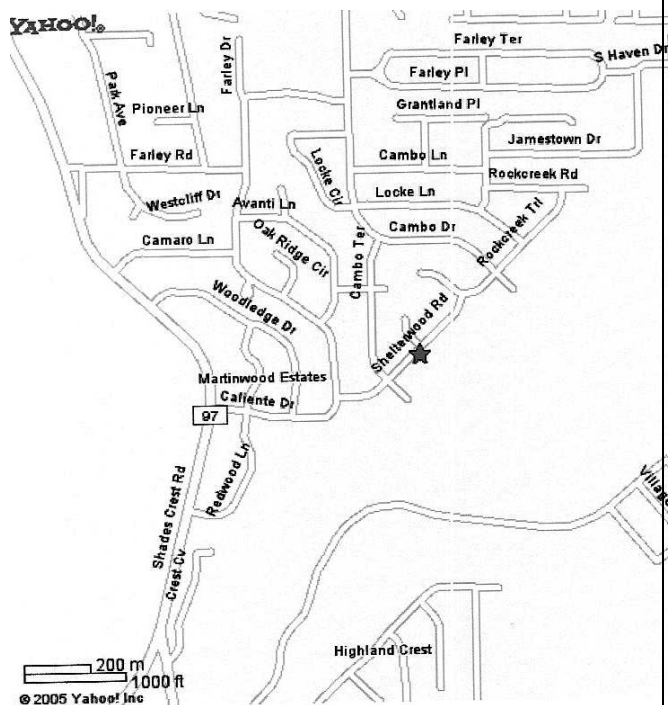 YAHOO!®
Farley Ter
S Haven Dr
Farley Dr
Farley Pl
Park Ave
Pioneer Ln
Grantland Pl
Jamestown Dr
Farley Rd
Cambo Ln
Locke Cir
Rockcreek Rd
Westcliff Dr
Avanti Ln
Locke Ln
Camaro Ln
Oak Ridge Cir
Cambo Ter
Cambo Dr
Rockcreek Trl
Woodledge Dr
Shelterwood Rd
Martinwood Estates
Caliente Dr
97
Redwood Ln
Village
Shades Crest Rd
Crest Cv
Highland Crest
200 m
1000 ft
© 2005 Yahoo! Inc